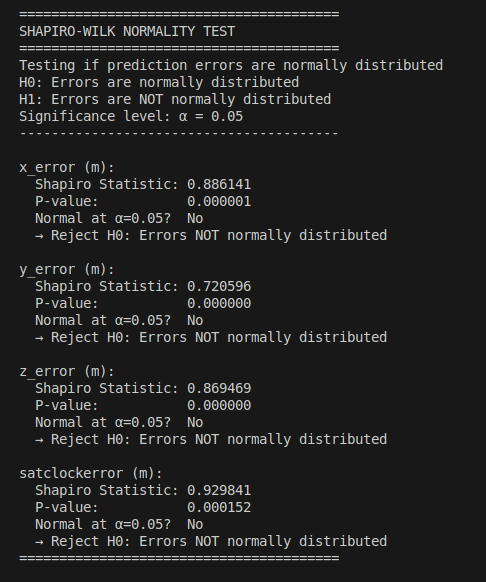 ========================================
SHAPIRO-WILK NORMALITY TEST
========================================
Testing if prediction errors are normally distributed
H0: Errors are normally distributed
H1: Errors are NOT normally distributed
Significance level: α = 0.05
----------------------------------------
x_error (m):
Shapiro Statistic: 0.886141
P-value: 0.000001
Normal at α=0.05? No
→ Reject H0: Errors NOT normally distributed
y_error (m):
Shapiro Statistic: 0.720596
P-value: 0.000000
Normal at α=0.05? No
→ Reject H0: Errors NOT normally distributed
z_error (m):
Shapiro Statistic: 0.869469
P-value: 0.000000
Normal at α=0.05? No
→ Reject H0: Errors NOT normally distributed
satclockerror (m):
Shapiro Statistic: 0.929841
P-value: 0.000152
Normal at α=0.05? No
→ Reject H0: Errors NOT normally distributed
========================================